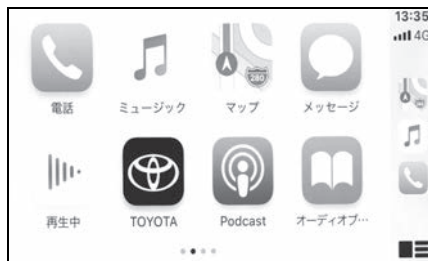 13:35
4G
電話
ミュージック
マップ
280
メッセージ
再生中
TOYOTA
Podcast
オーディオブ…